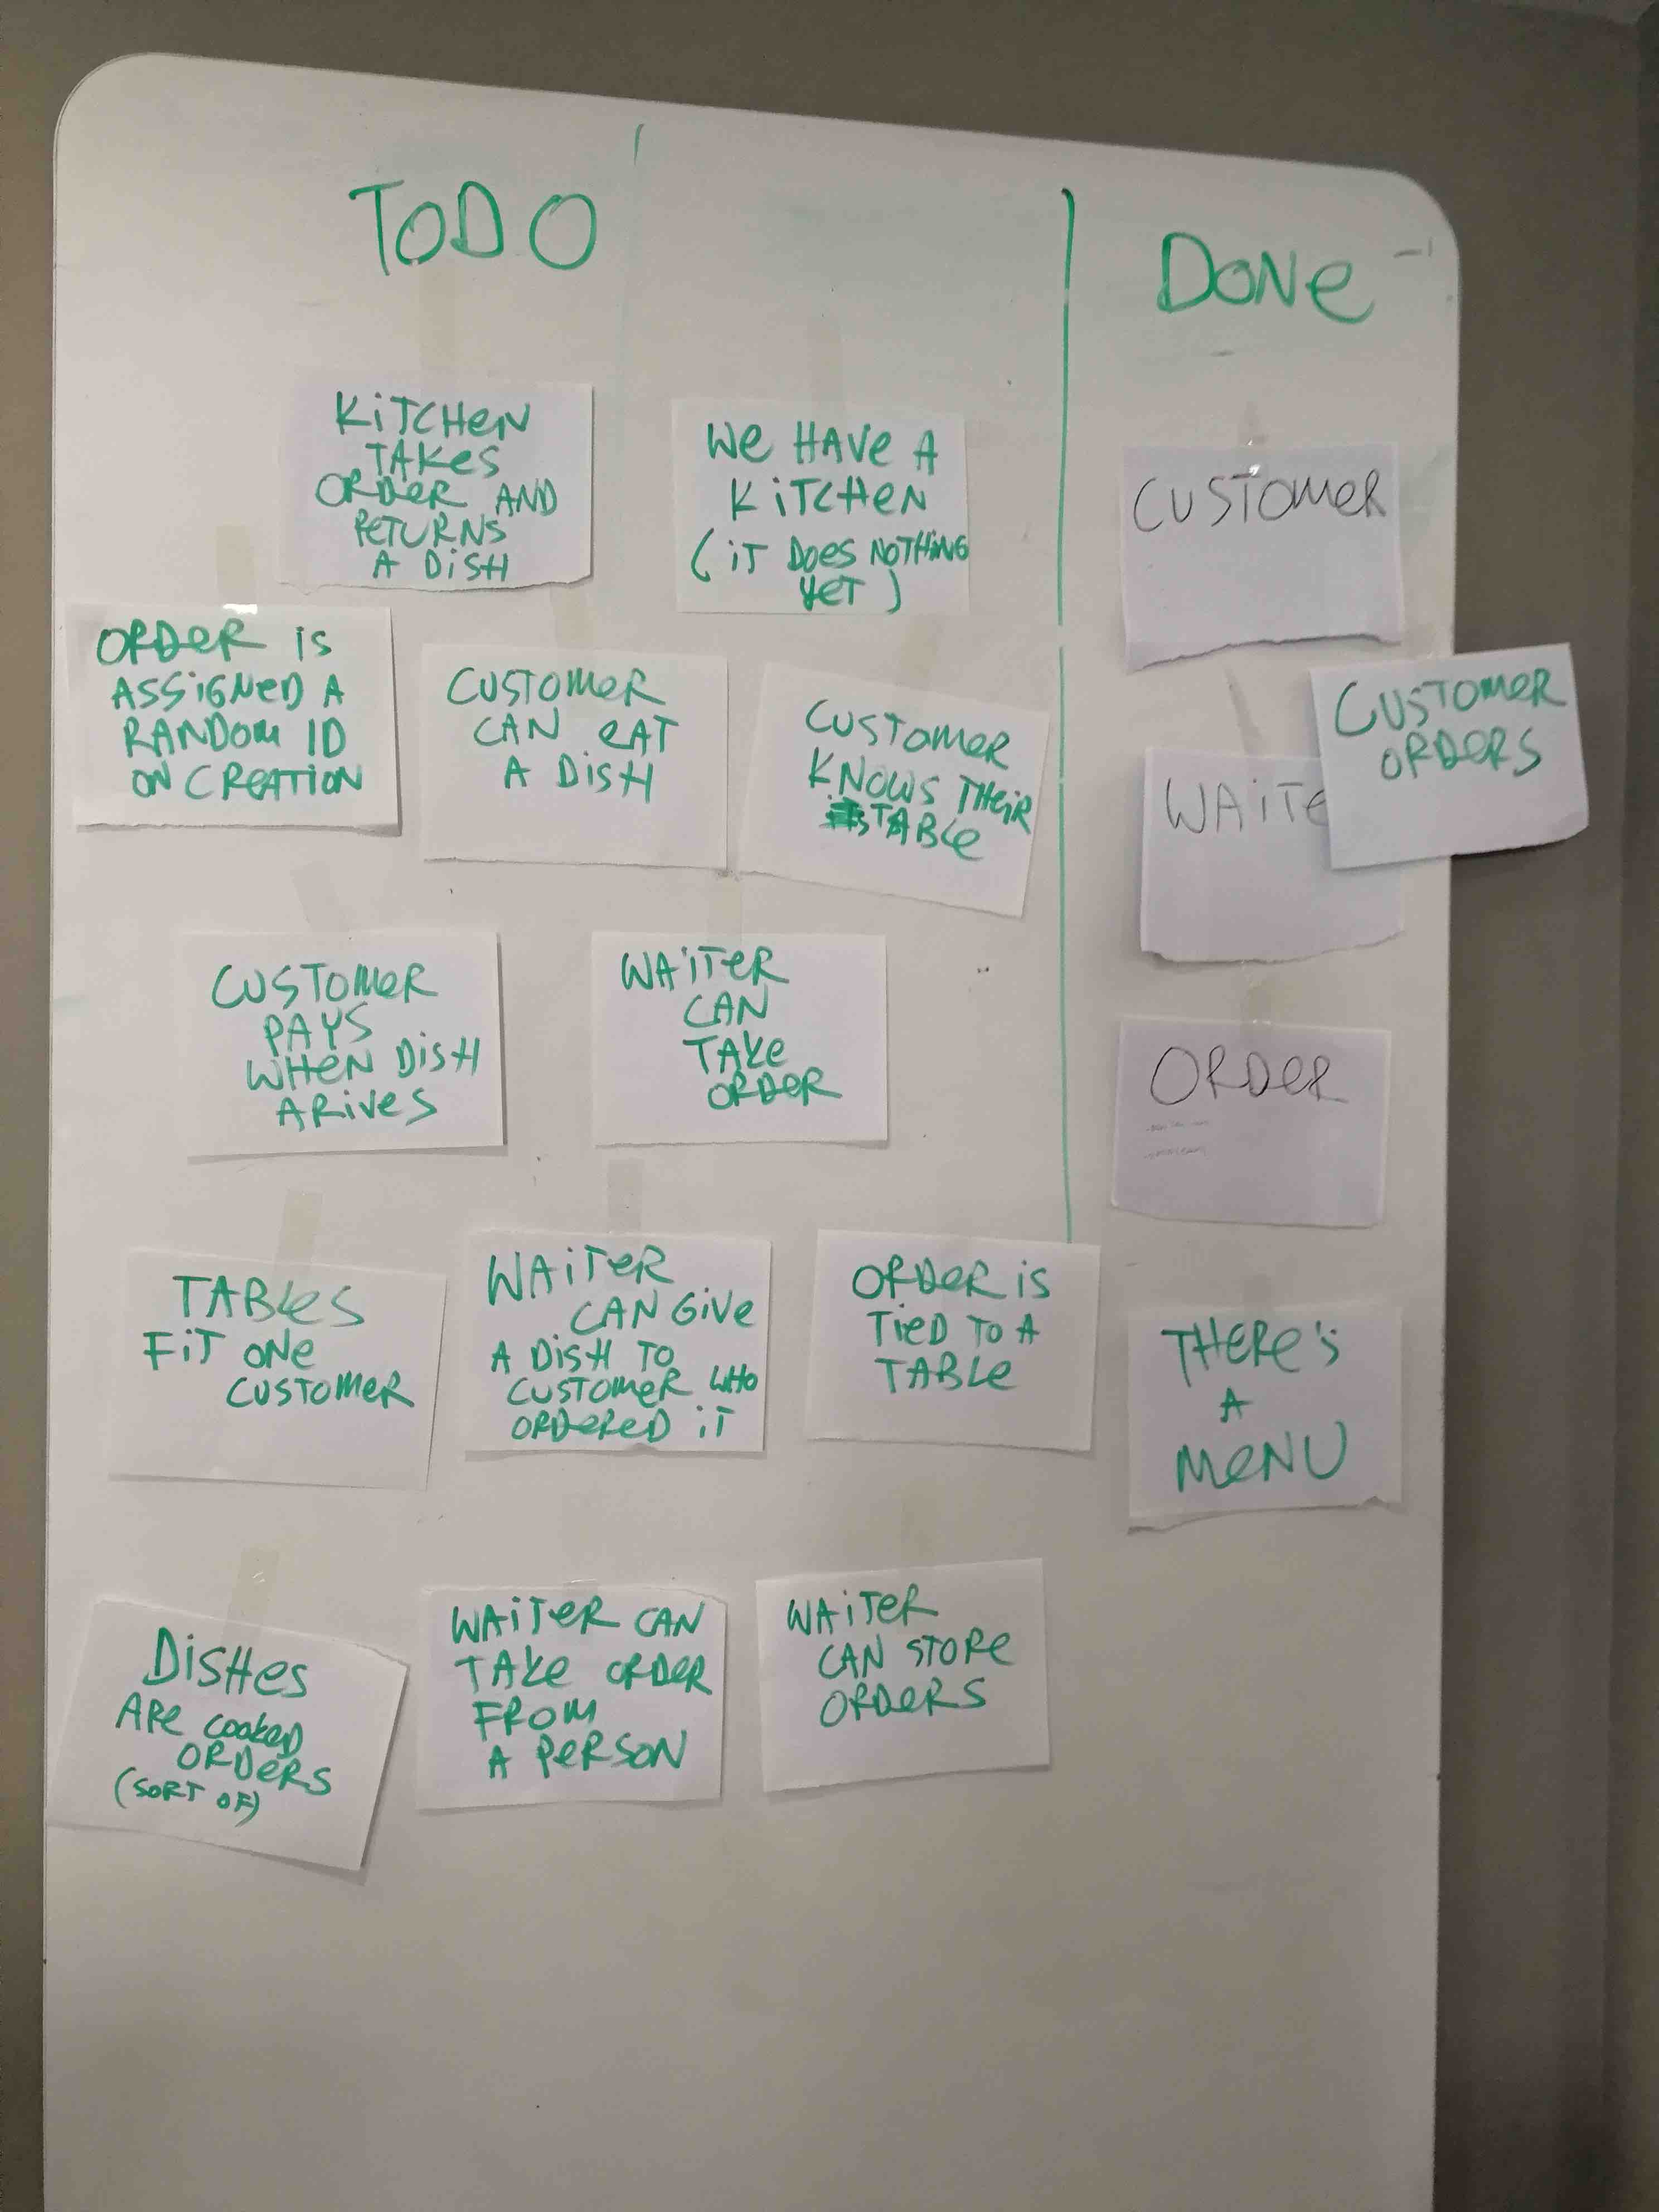 TODO
KiTCHeN
TAKes
ORDeR AND
ReTURNS
A DiSH
We HAVe A
KiTCHeN
(iT DOes NOTHiNG
YeT)
ORDeR is
ASSiGNeD A
RANDOM ID
ON CReATiON
CUSTOMeR
CAN eAT
A DiSH
CUSTOMeR
KNOWS THeiR
TABLe
CUSTOMeR
PAYS
WHeN DiSH
ARiVeS
WAiTeR
CAN
TAKe
ORDeR
TABLeS
FiT ONe
CUSTOMeR
WAiTeR
CAN GiVe
A DiSH TO
CUSTOMeR WHO
ORDeReD iT
ORDeR iS
TieD TO A
TABLe
DiSHes
ARe COOKeD
ORDeRS
(SORT OF)
WAiTeR CAN
TAKe ORDeR
FROM
A PeRSON
WAiTeR
CAN STORe
ORDeRS
DONe
CUSTOMeR
CUSTOMeR
ORDeRS
WAiTe
ORDeR
THeRe's
A
MeNU